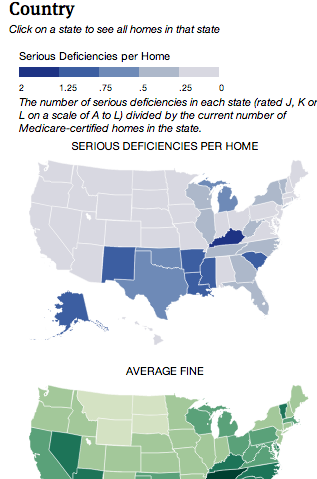 Country
Click on a state to see all homes in that state
Serious Deficiencies per Home
2 1.25 .75 .5 .25 0
The number of serious deficiencies in each state (rated J, K or
L on a scale of A to L) divided by the current number of
Medicare-certified homes in the state.
SERIOUS DEFICIENCIES PER HOME
AVERAGE FINE